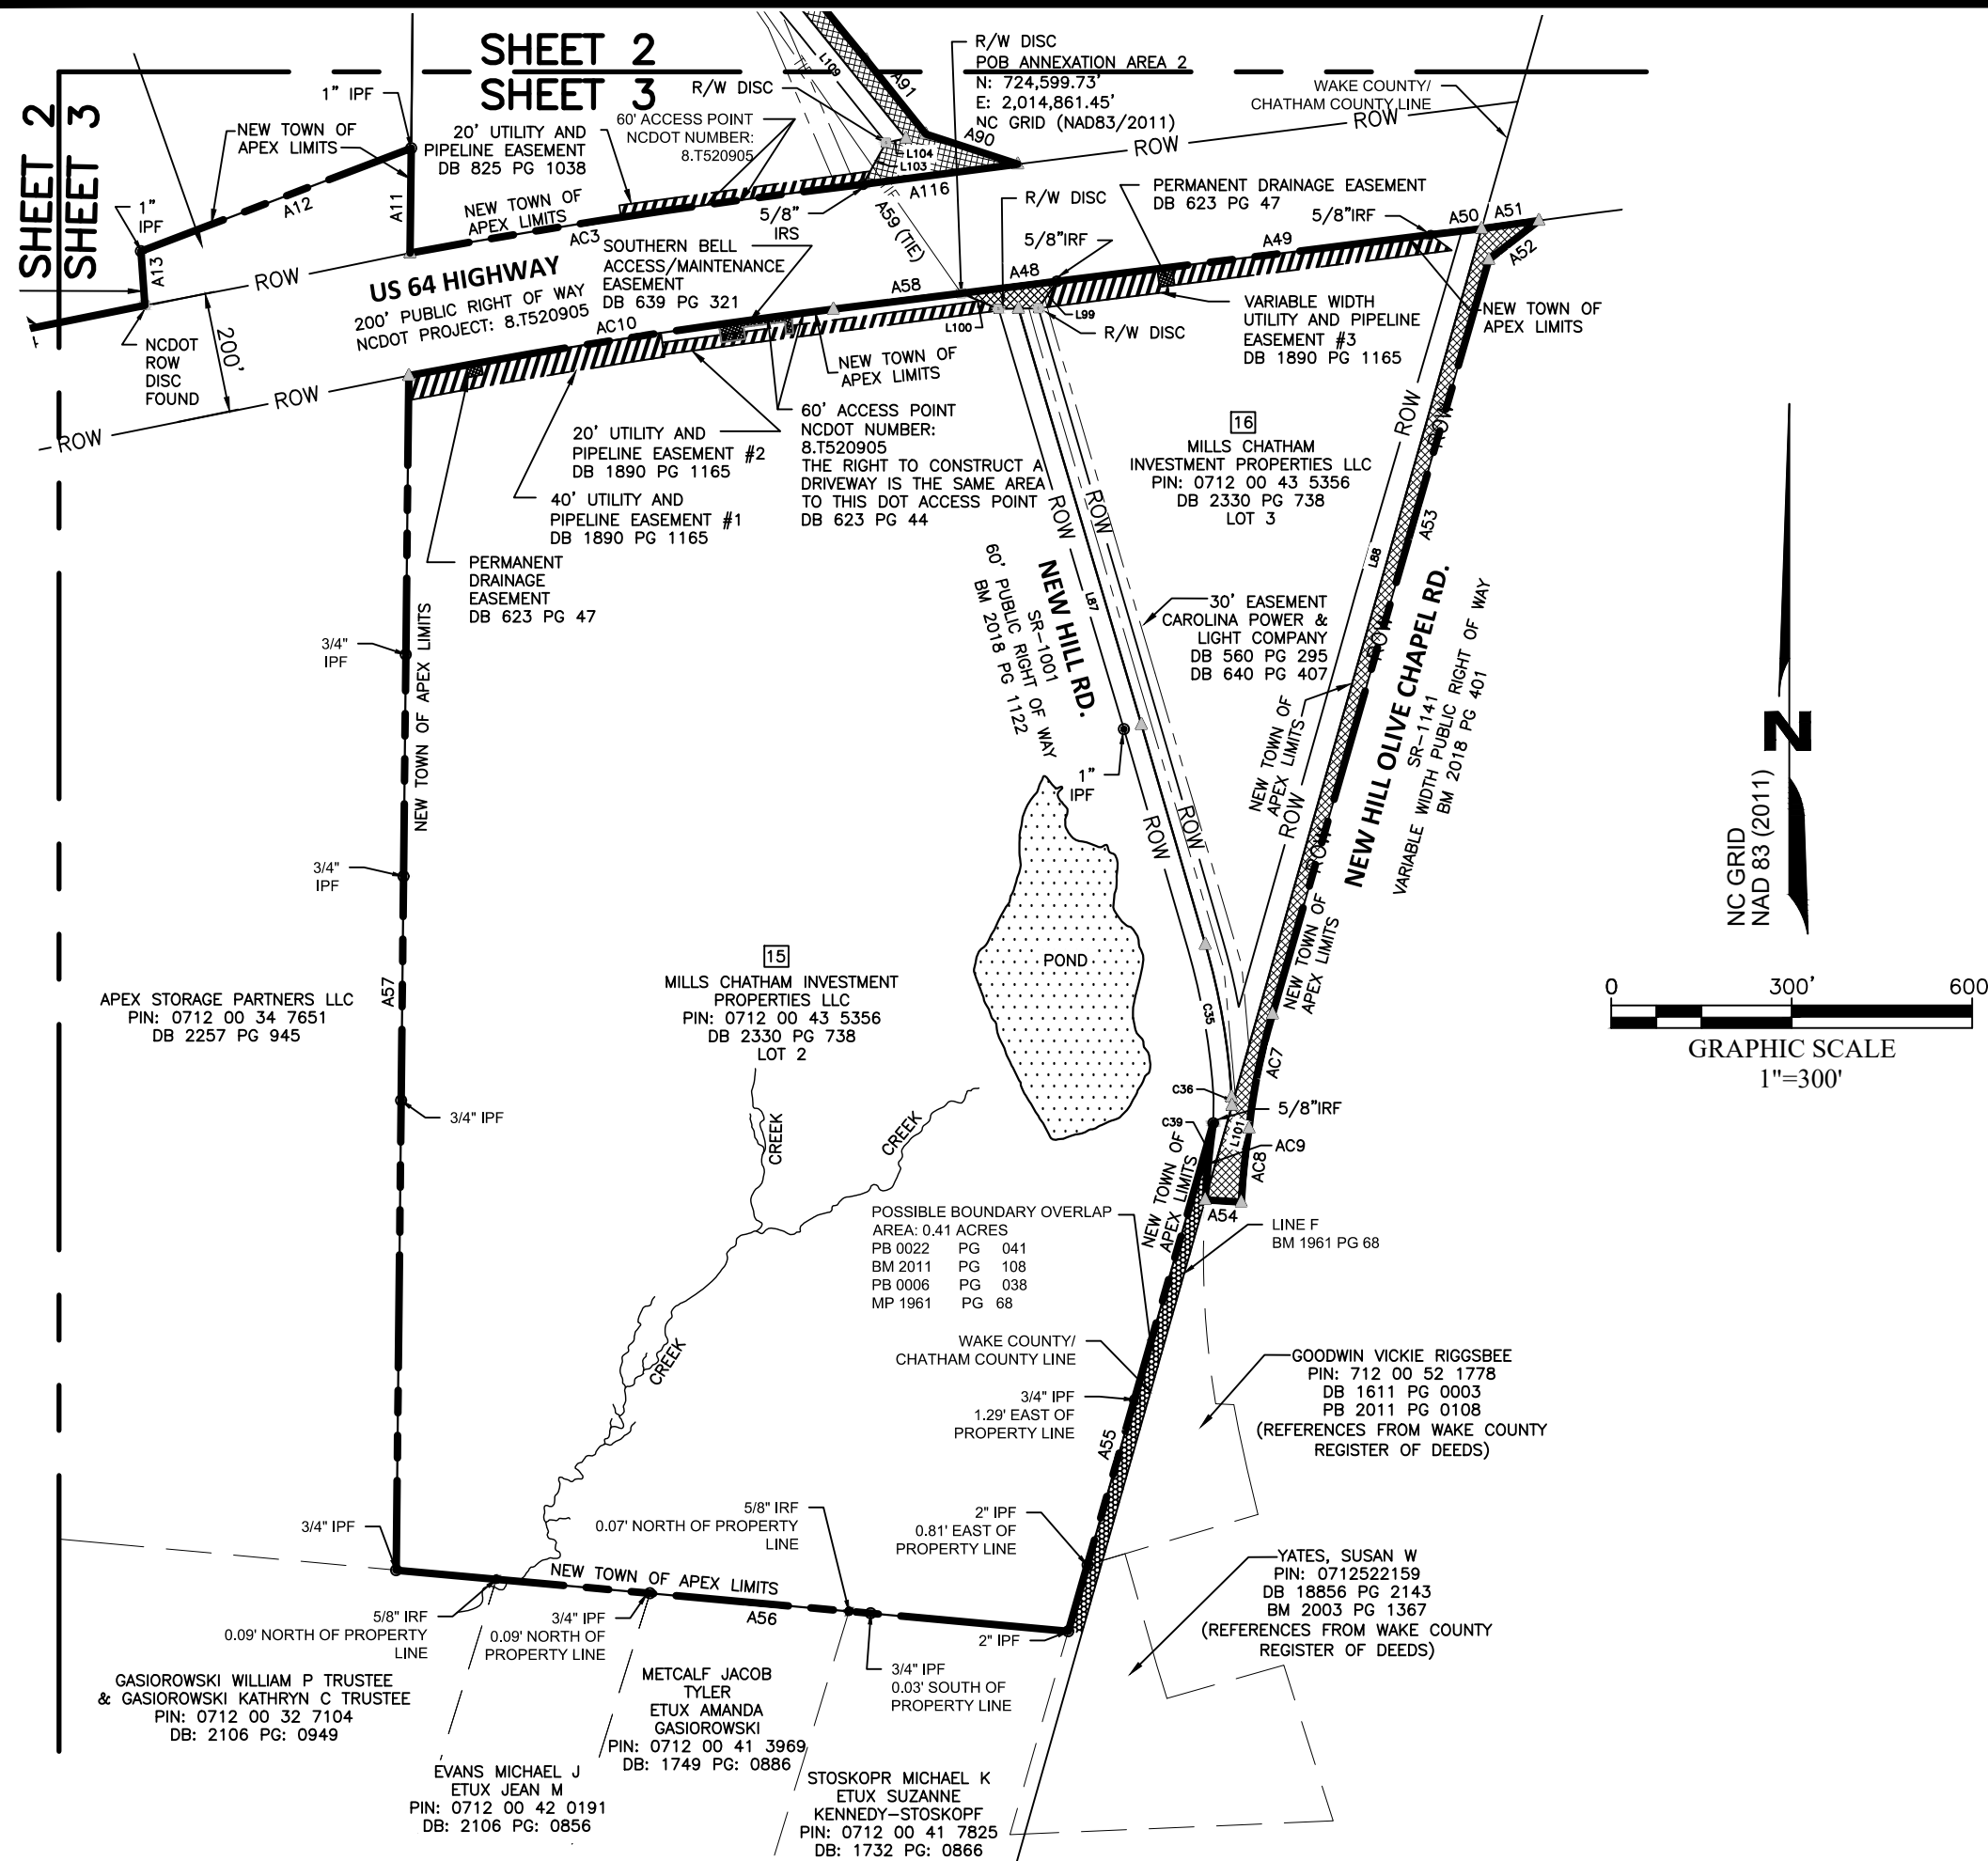 SHEET 2
SHEET 3
SHEET 2
SHEET 3
1" IPF
NEW TOWN OF
APEX LIMITS
1"
IPF
A13
A12
A11
20' UTILITY AND
PIPELINE EASEMENT
DB 825 PG 1038
60' ACCESS POINT
NCDOT NUMBER:
8.T520905
R/W DISC
L109
A91
A90
L104
L103
A116
R/W DISC
POB ANNEXATION AREA 2
N: 724,599.73'
E: 2,014,861.45'
NC GRID (NAD83/2011)
WAKE COUNTY/
CHATHAM COUNTY LINE
ROW
ROW
NEW TOWN OF
APEX LIMITS
AC3
5/8"
IRS
A59 (TIE)
R/W DISC
PERMANENT DRAINAGE EASEMENT
DB 623 PG 47
5/8"IRF
5/8"IRF
A50
A51
A52
A49
A48
A58
ROW
US 64 HIGHWAY
200' PUBLIC RIGHT OF WAY
NCDOT PROJECT: 8.T520905
SOUTHERN BELL
ACCESS/MAINTENANCE
EASEMENT
DB 639 PG 321
AC10
L100
L99
R/W DISC
VARIABLE WIDTH
UTILITY AND PIPELINE
EASEMENT #3
DB 1890 PG 1165
NEW TOWN OF
APEX LIMITS
NCDOT
ROW
DISC
FOUND
200'
ROW
ROW
NEW TOWN OF
APEX LIMITS
20' UTILITY AND
PIPELINE EASEMENT #2
DB 1890 PG 1165
40' UTILITY AND
PIPELINE EASEMENT #1
DB 1890 PG 1165
PERMANENT
DRAINAGE
EASEMENT
DB 623 PG 47
60' ACCESS POINT
NCDOT NUMBER:
8.T520905
THE RIGHT TO CONSTRUCT A
DRIVEWAY IS THE SAME AREA
TO THIS DOT ACCESS POINT
DB 623 PG 44
16
MILLS CHATHAM
INVESTMENT PROPERTIES LLC
PIN: 0712 00 43 5356
DB 2330 PG 738
LOT 3
ROW
ROW
A53
L88
ROW
ROW
L87
NEW HILL RD.
SR-1001
60' PUBLIC RIGHT OF WAY
BM 2018 PG 1122
30' EASEMENT
CAROLINA POWER &
LIGHT COMPANY
DB 560 PG 295
DB 640 PG 407
ROW
NEW HILL OLIVE CHAPEL RD.
SR-1141
VARIABLE WIDTH PUBLIC RIGHT OF WAY
BM 2018 PG 401
NEW TOWN OF
APEX LIMITS
ROW
ROW
NEW TOWN OF
APEX LIMITS
3/4"
IPF
NEW TOWN OF APEX LIMITS
3/4"
IPF
1"
IPF
ROW
ROW
N
NC GRID
NAD 83 (2011)
0 300' 600
GRAPHIC SCALE
1"=300'
POND
A57
APEX STORAGE PARTNERS LLC
PIN: 0712 00 34 7651
DB 2257 PG 945
15
MILLS CHATHAM INVESTMENT
PROPERTIES LLC
PIN: 0712 00 43 5356
DB 2330 PG 738
LOT 2
3/4" IPF
CREEK
CREEK
CREEK
C35
C36
AC7
5/8"IRF
C39
L101
AC9
AC8
A54
NEW TOWN OF
APEX LIMITS
LINE F
BM 1961 PG 68
POSSIBLE BOUNDARY OVERLAP
AREA: 0.41 ACRES
PB 0022 PG 041
BM 2011 PG 108
PB 0006 PG 038
MP 1961 PG 68
WAKE COUNTY/
CHATHAM COUNTY LINE
3/4" IPF
1.29' EAST OF
PROPERTY LINE
A55
GOODWIN VICKIE RIGGSBEE
PIN: 712 00 52 1778
DB 1611 PG 0003
PB 2011 PG 0108
(REFERENCES FROM WAKE COUNTY
REGISTER OF DEEDS)
3/4" IPF
5/8" IRF
0.07' NORTH OF PROPERTY
LINE
2" IPF
0.81' EAST OF
PROPERTY LINE
YATES, SUSAN W
PIN: 0712522159
DB 18856 PG 2143
BM 2003 PG 1367
(REFERENCES FROM WAKE COUNTY
REGISTER OF DEEDS)
NEW TOWN OF APEX LIMITS
A56
5/8" IRF
0.09' NORTH OF PROPERTY
LINE
3/4" IPF
0.09' NORTH OF
PROPERTY LINE
2" IPF
3/4" IPF
0.03' SOUTH OF
PROPERTY LINE
GASIOROWSKI WILLIAM P TRUSTEE
& GASIOROWSKI KATHRYN C TRUSTEE
PIN: 0712 00 32 7104
DB: 2106 PG: 0949
METCALF JACOB
TYLER
ETUX AMANDA
GASIOROWSKI
PIN: 0712 00 41 3969
DB: 1749 PG: 0886
EVANS MICHAEL J
ETUX JEAN M
PIN: 0712 00 42 0191
DB: 2106 PG: 0856
STOSKOPR MICHAEL K
ETUX SUZANNE
KENNEDY-STOSKOPF
PIN: 0712 00 41 7825
DB: 1732 PG: 0866